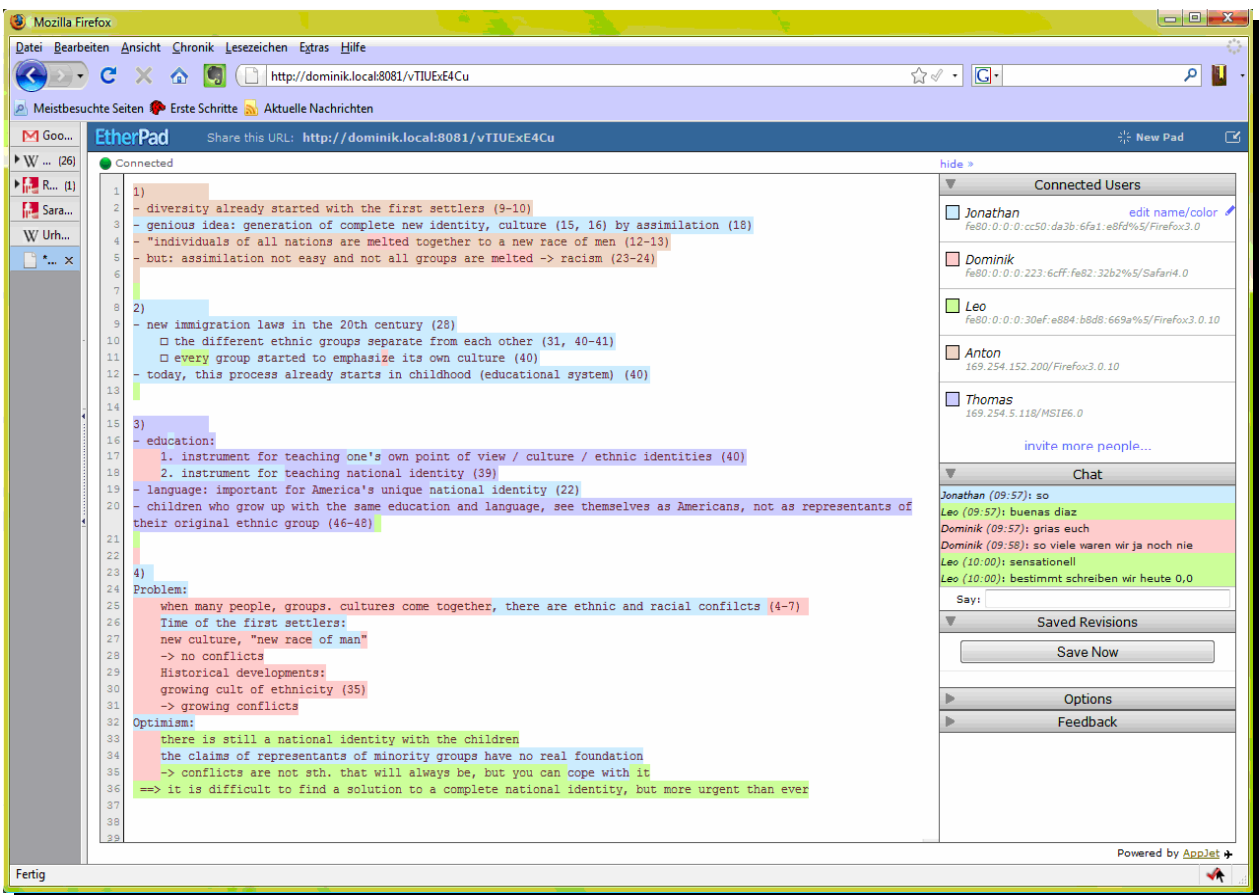 Mozilla Firefox
Datei Bearbeiten Ansicht Chronik Lesezeichen Extras Hilfe
http://dominik.local:8081/vTIUExE4Cu
G
Meistbesuchte Seiten Erste Schritte Aktuelle Nachrichten
Goo...
W ... (26)
R... (1)
Sara...
W Urh...
*... ×
EtherPad Share this URL: http://dominik.local:8081/vTIUExE4Cu New Pad
Connected
hide »
1 1)
2 - diversity already started with the first settlers (9-10)
3 - genious idea: generation of complete new identity, culture (15, 16) by assimilation (18)
4 - "individuals of all nations are melted together to a new race of men (12-13)
5 - but: assimilation not easy and not all groups are melted -> racism (23-24)
6
7
8 2)
9 - new immigration laws in the 20th century (28)
10 □ the different ethnic groups separate from each other (31, 40-41)
11 □ every group started to emphasize its own culture (40)
12 - today, this process already starts in childhood (educational system) (40)
13
14
15 3)
16 - education:
17 1. instrument for teaching one's own point of view / culture / ethnic identities (40)
18 2. instrument for teaching national identity (39)
19 - language: important for America's unique national identity (22)
20 - children who grow up with the same education and language, see themselves as Americans, not as representants of
their original ethnic group (46-48)
21
22
23 4)
24 Problem:
25 when many people, groups. cultures come together, there are ethnic and racial confilcts (4-7)
26 Time of the first settlers:
27 new culture, "new race of man"
28 -> no conflicts
29 Historical developments:
30 growing cult of ethnicity (35)
31 -> growing conflicts
32 Optimism:
33 there is still a national identity with the children
34 the claims of representants of minority groups have no real foundation
35 -> conflicts are not sth. that will always be, but you can cope with it
36 ==> it is difficult to find a solution to a complete national identity, but more urgent than ever
37
38
39
Connected Users
Jonathan edit name/color
fe80:0:0:0:cc50:da3b:6fa1:e8fd%5/Firefox3.0
Dominik
fe80:0:0:0:223:6cff:fe82:32b2%5/Safari4.0
Leo
fe80:0:0:0:30ef:e884:b8d8:669a%5/Firefox3.0.10
Anton
169.254.152.200/Firefox3.0.10
Thomas
169.254.5.118/MSIE6.0
invite more people...
Chat
Jonathan (09:57): so
Leo (09:57): buenas diaz
Dominik (09:57): grias euch
Dominik (09:58): so viele waren wir ja noch nie
Leo (10:00): sensationell
Leo (10:00): bestimmt schreiben wir heute 0,0
Say:
Saved Revisions
Save Now
Options
Feedback
Powered by AppJet
Fertig